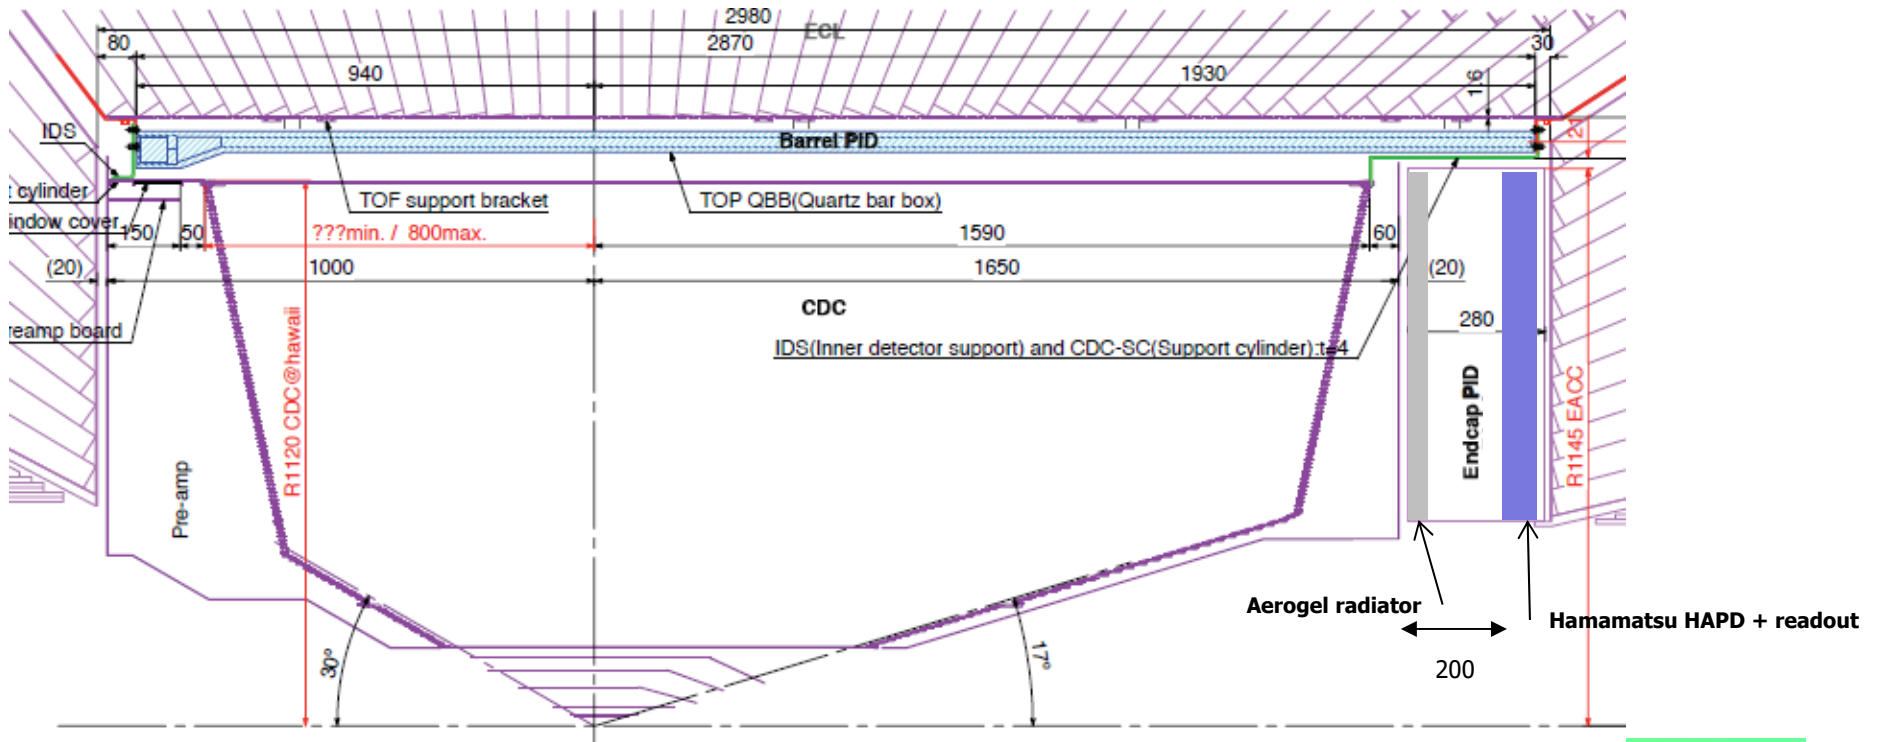 2980
ECL
80
2870
30
940
1930
16
IDS
Barrel PID
21
t cylinder
TOF support bracket
TOP QBB(Quartz bar box)
indow cover
150
50
???min. / 800max.
1590
60
(20)
1000
1650
(20)
CDC
280
reamp board
IDS(Inner detector support) and CDC-SC(Support cylinder):t=4
R1120 CDC@hawaii
Endcap PID
R1145 EACC
Pre-amp
Aerogel radiator
Hamamatsu HAPD + readout
30°
17°
200